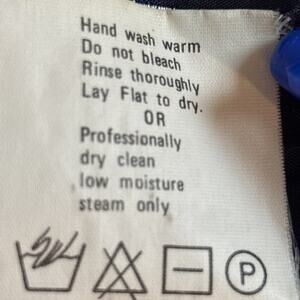 Hand wash warm
Do not bleach
Rinse thoroughly
Lay Flat to dry.
OR
Professionally
dry clean
low moisture
steam only
P